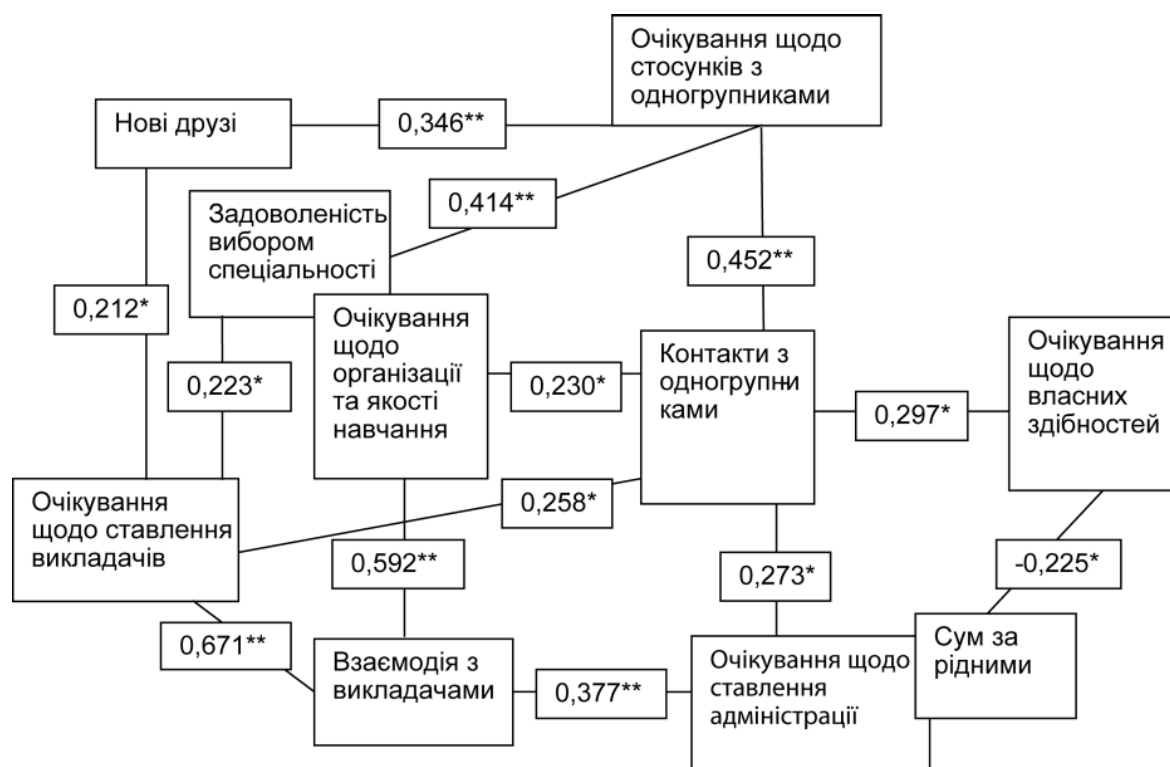 Очікування щодо
стосунків з
одногрупниками
Нові друзі
0,346**
0,414**
Задоволеність
вибором
спеціальності
0,452**
0,212*
Очікування
щодо
організації
та якості
навчання
Контакти з
одногрупни
ками
Очікування
щодо
власних
здібностей
0,223*
0,230*
0,297*
Очікування
щодо ставлення
викладачів
0,258*
0,592**
0,273*
-0,225*
0,671**
Взаємодія з
викладачами
0,377**
Очікування щодо
ставлення
адміністрації
Сум за
рідними